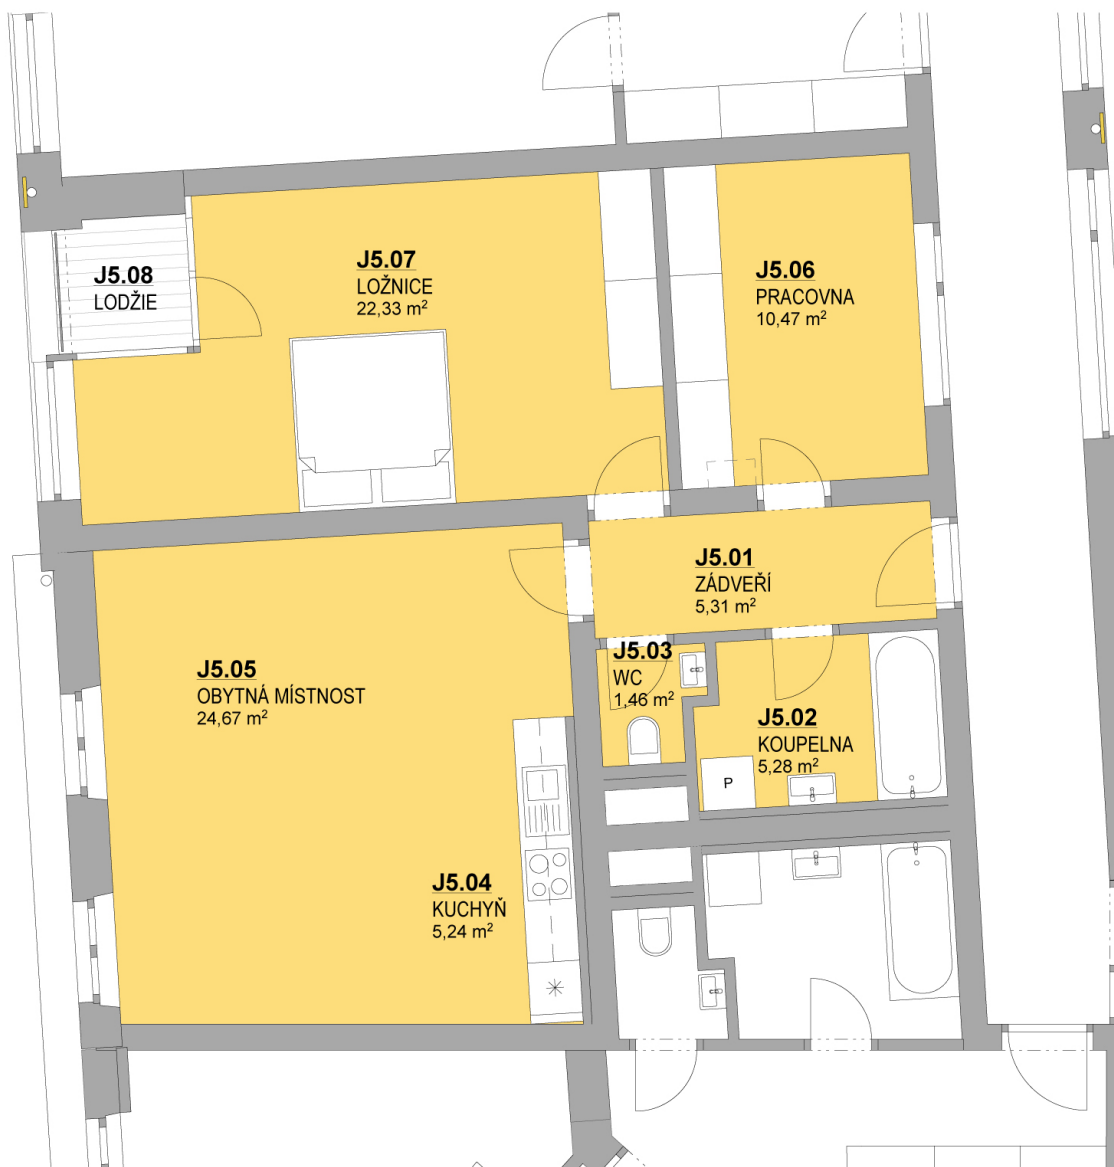 J5.07
LOŽNICE
22,33 m²
J5.08
LODŽIE
J5.06
PRACOVNA
10,47 m²
J5.01
ZÁDVEŘÍ
5,31 m²
J5.05
OBYTNÁ MÍSTNOST
24,67 m²
J5.03
WC
1,46 m²
J5.02
KOUPELNA
5,28 m²
P
J5.04
KUCHYŇ
5,24 m²